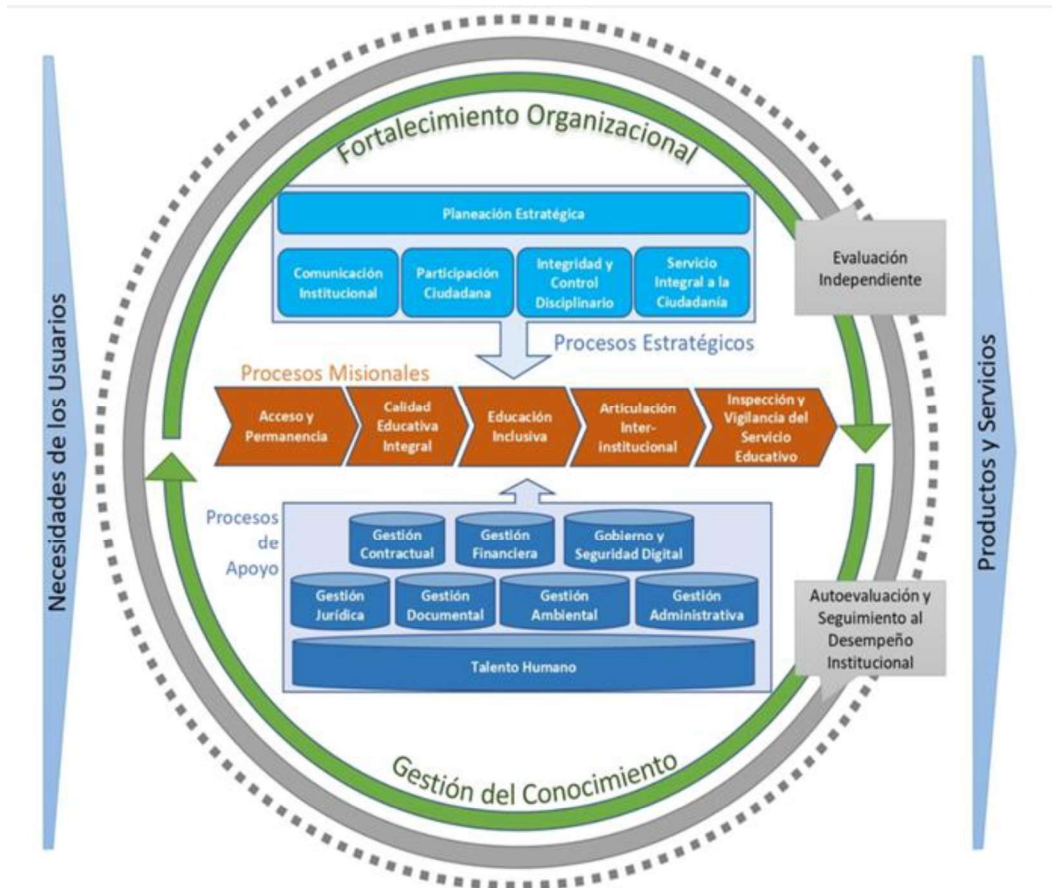 Necesidades de los Usuarios
Fortalecimiento Organizacional
Planeación Estratégica
Comunicación
Institucional
Participación
Ciudadana
Integridad y
Control
Disciplinario
Servicio
Integral a la
Ciudadanía
Evaluación
Independiente
Procesos Estratégicos
Procesos Misionales
Acceso y
Permanencia
Calidad
Educativa
Integral
Educación
Inclusiva
Articulación
Inter-
institucional
Inspección y
Vigilancia del
Servicio
Educativo
Procesos
de
Apoyo
Gestión
Contractual
Gestión
Financiera
Gobierno y
Seguridad Digital
Gestión
Jurídica
Gestión
Documental
Gestión
Ambiental
Gestión
Administrativa
Talento Humano
Autoevaluación y
Seguimiento al
Desempeño
Institucional
Gestión del Conocimiento
Productos y Servicios